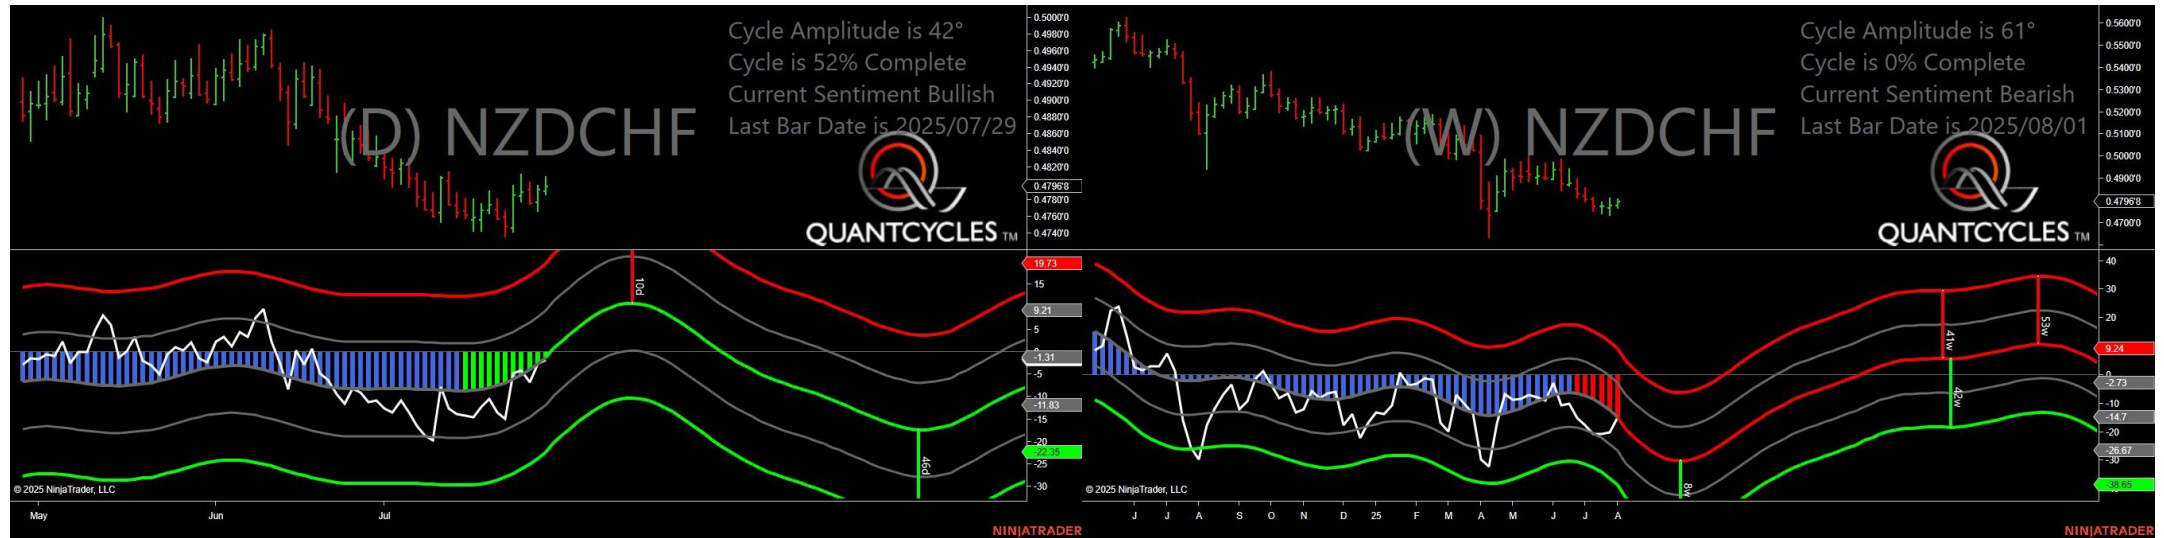 Cycle Amplitude is 42°
Cycle is 52% Complete
Current Sentiment Bullish
Last Bar Date is 2025/07/29
(D) NZDCHF
QUANTCYCLES TM
0.5000'0
0.4980'0
0.4960'0
0.4940'0
0.4920'0
0.4900'0
0.4880'0
0.4860'0
0.4840'0
0.4820'0
0.4796'8
0.4780'0
0.4760'0
0.4740'0
10d
46d
19.73
15
9.21
5
-1.31
-5
-10
-11.83
-15
-20
-22.35
-25
-30
© 2025 NinjaTrader, LLC
May Jun Jul
NINJATRADER
Cycle Amplitude is 61°
Cycle is 0% Complete
Current Sentiment Bearish
Last Bar Date is 2025/08/01
(W) NZDCHF
QUANTCYCLES TM
0.5600'0
0.5500'0
0.5400'0
0.5300'0
0.5200'0
0.5100'0
0.5000'0
0.4900'0
0.4796'8
0.4700'0
8w
41w
42w
53w
40
30
20
9.24
0
-2.73
-10
-14.7
-20
-26.67
-30
-38.65
© 2025 NinjaTrader, LLC
J J A S O N D 25 F M A M J J A
NINJATRADER